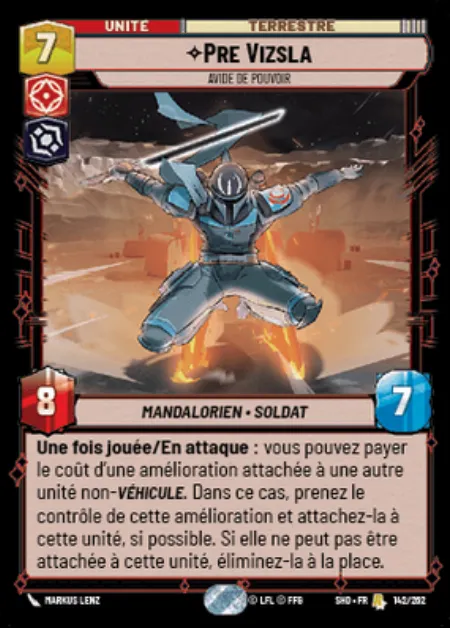 7
UNITÉ
TERRESTRE
PRE VIZSLA
AVIDE DE POUVOIR
8
MANDALORIEN • SOLDAT
7
Une fois jouée/En attaque : vous pouvez payer
le coût d'une amélioration attachée à une autre
unité non-VÉHICULE. Dans ce cas, prenez le
contrôle de cette amélioration et attachez-la à
cette unité, si possible. Si elle ne peut pas être
attachée à cette unité, éliminez-la à la place.
MARKUS LENZ
© LFL © FFG
SHD • FR
142/262